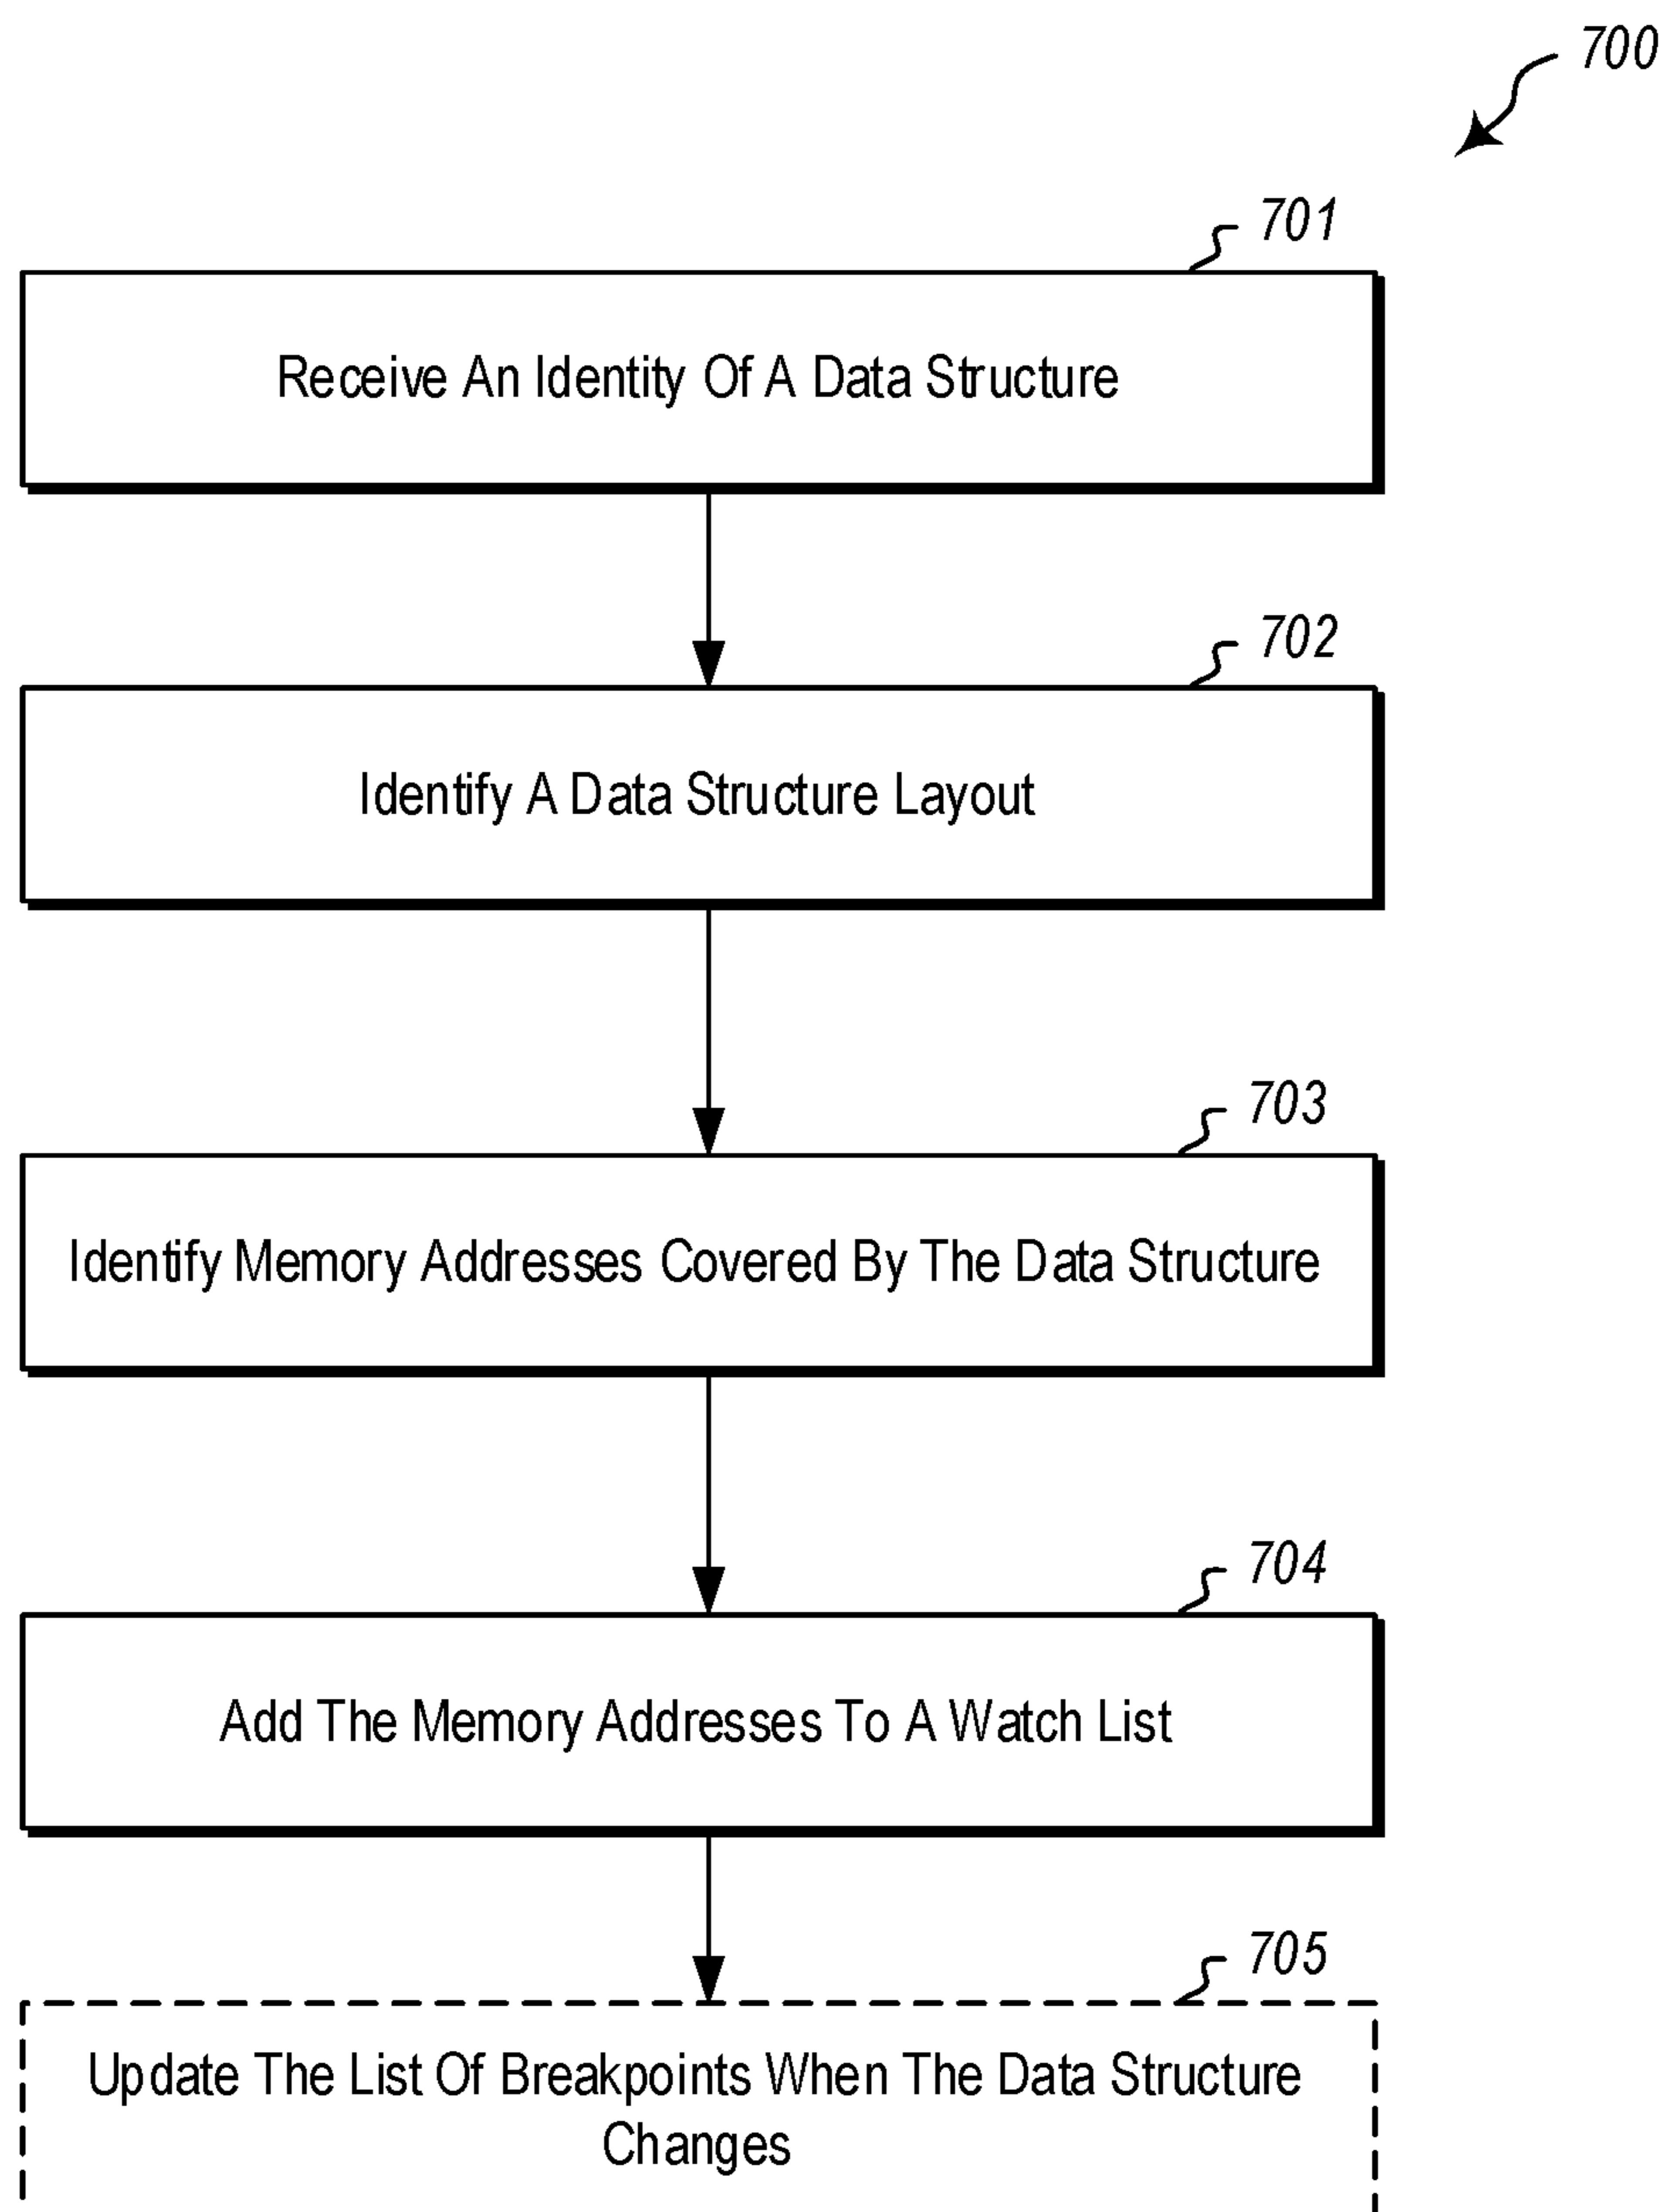 700
701
Receive An Identity Of A Data Structure
702
Identify A Data Structure Layout
703
Identify Memory Addresses Covered By The Data Structure
704
Add The Memory Addresses To A Watch List
705
Update The List Of Breakpoints When The Data Structure
Changes